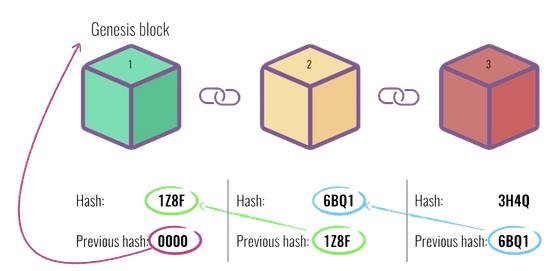 Genesis block
1
2
3
Hash: 1Z8F
Previous hash: 0000
Hash: 6BQ1
Previous hash: 1Z8F
Hash: 3H4Q
Previous hash: 6BQ1